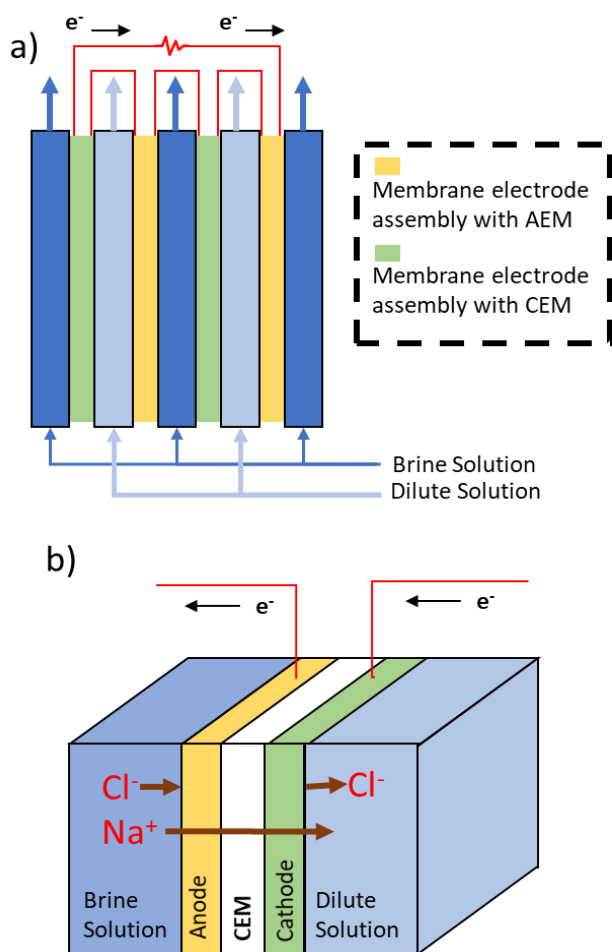 a)
e- e-
Membrane electrode
assembly with AEM
Membrane electrode
assembly with CEM
Brine Solution
Dilute Solution
b)
e- e-
Cl-
Cl-
Na+
Brine
Solution
Anode
CEM
Cathode
Dilute
Solution